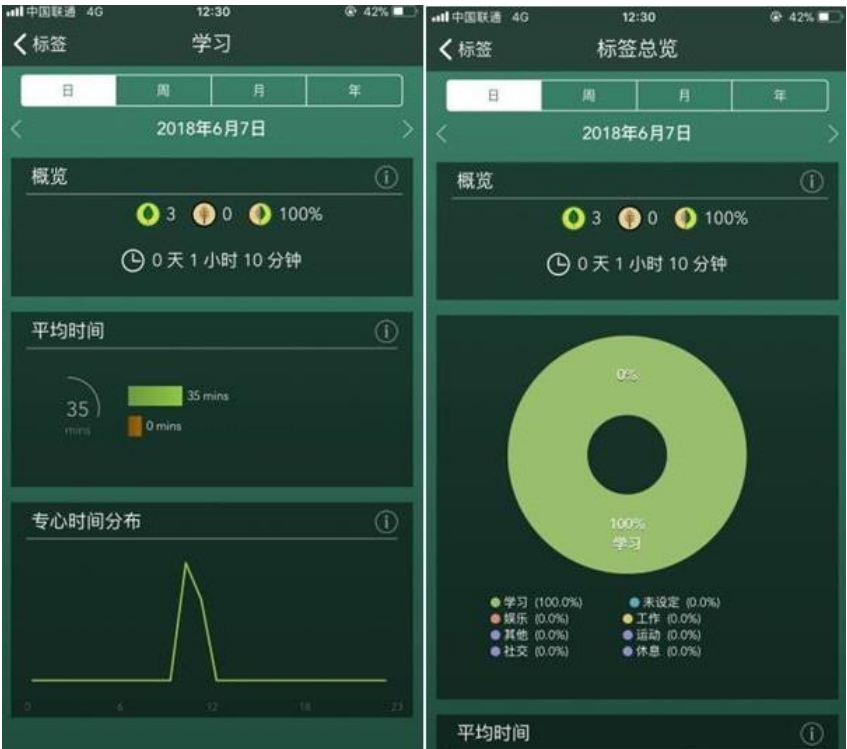 中国联通 4G 12:30 42%
标签 学习
日 周 月 年
2018年6月7日
概览
3 0 100%
0 天 1 小时 10 分钟
平均时间
35 mins
35 mins
0 mins
专心时间分布
0 6 12 18 23
中国联通 4G 12:30 42%
标签 标签总览
日 周 月 年
2018年6月7日
概览
3 0 100%
0 天 1 小时 10 分钟
0%
100%
学习
学习 (100.0%) 未设定 (0.0%)
娱乐 (0.0%) 工作 (0.0%)
其他 (0.0%) 运动 (0.0%)
社交 (0.0%) 休息 (0.0%)
平均时间